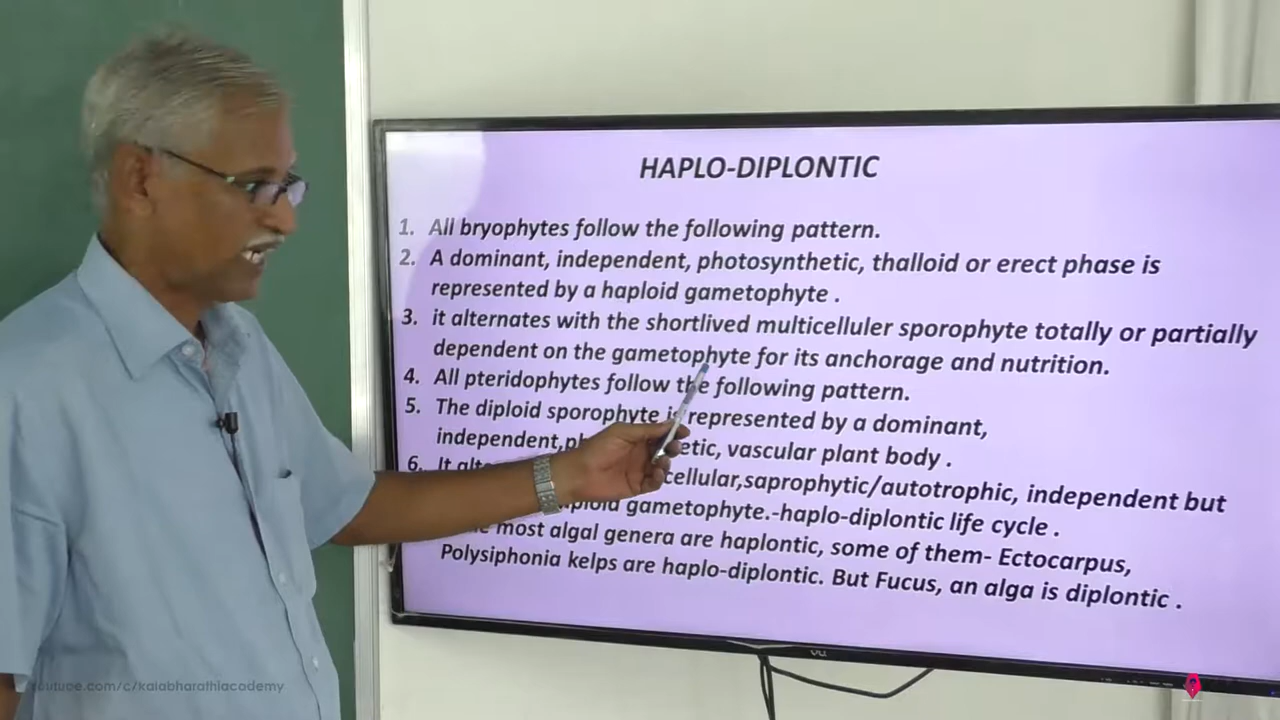 HAPLO-DIPLONTIC
1. All bryophytes follow the following pattern.
2. A dominant, independent, photosynthetic, thalloid or erect phase is
represented by a haploid gametophyte .
3. it alternates with the shortlived multicelluler sporophyte totally or partially
dependent on the gametophyte for its anchorage and nutrition.
4. All pteridophytes follow the following pattern.
5. The diploid sporophyte is represented by a dominant,
independent, etic, vascular plant body .
6. It cellular,saprophytic/autotrophic, independent but
gametophyte.-haplo-diplontic life cycle .
most algal genera are haplontic, some of them- Ectocarpus,
Polysiphonia kelps are haplo-diplontic. But Fucus, an alga is diplontic .
youtube.com/c/kalabharathiacademy